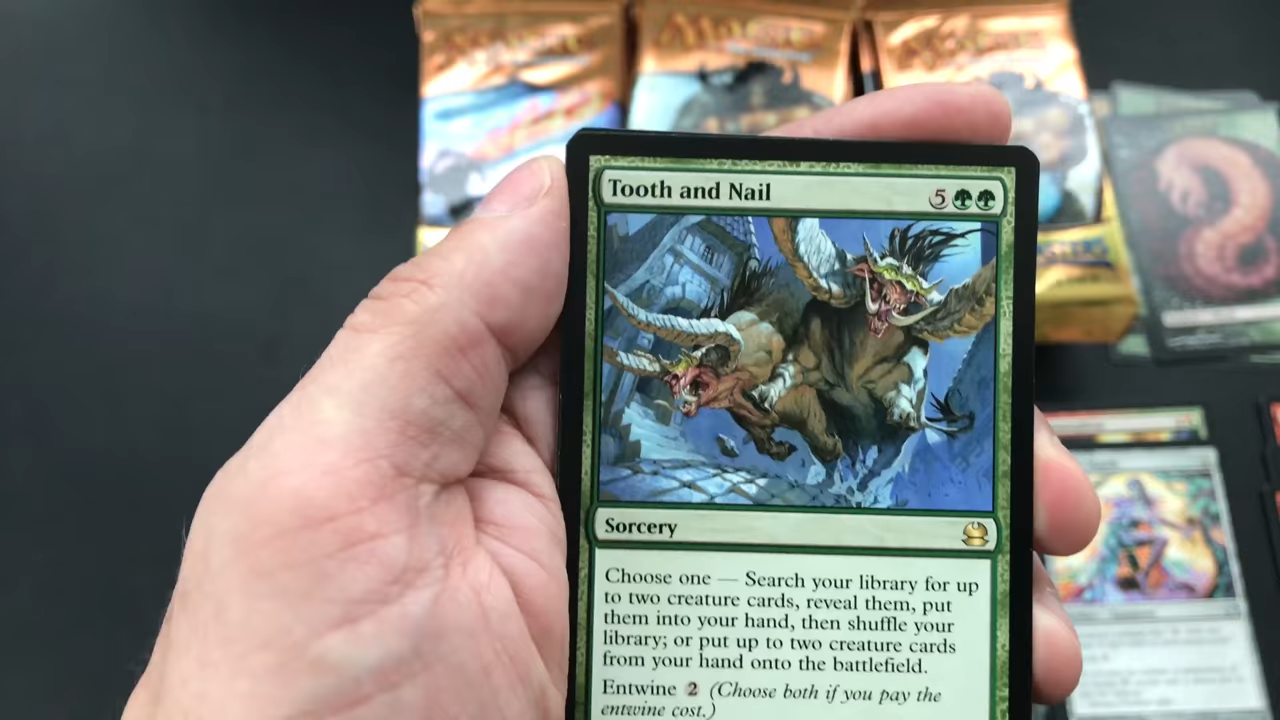 Tooth and Nail
5
Sorcery
Choose one — Search your library for up
to two creature cards, reveal them, put
them into your hand, then shuffle your
library; or put up to two creature cards
from your hand onto the battlefield.
Entwine 2 (Choose both if you pay the
entwine cost.)